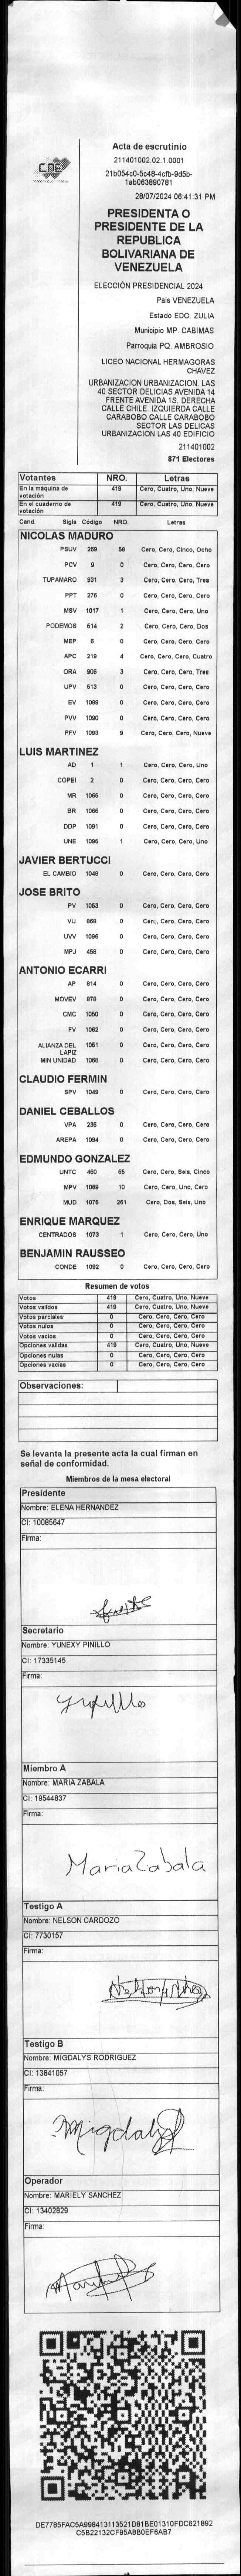 CNE
Acta de escrutinio
211401002.02.1.0001
21b054c0-5c48-4cfb-9d5b-
1ab063890781
28/07/2024 06:41:31 PM
PRESIDENTA O
PRESIDENTE DE LA
REPUBLICA
BOLIVARIANA DE
VENEZUELA
ELECCIÓN PRESIDENCIAL 2024
Pais VENEZUELA
Estado EDO. ZULIA
Municipio MP. CABIMAS
Parroquia PQ. AMBROSIO
LICEO NACIONAL HERMAGORAS
CHAVEZ
URBANIZACION URBANIZACION. LAS
40 SECTOR DELICIAS AVENIDA 14
FRENTE AVENIDA 1S. DERECHA
CALLE CHILE. IZQUIERDA CALLE
CARABOBO CALLE CARABOBO
SECTOR LAS DELICAS
URBANIZACION LAS 40 EDIFICIO
211401002
871 Electores
Votantes NRO. Letras
En la máquina de votación 419 Cero, Cuatro, Uno, Nueve
En el cuaderno de votación 419 Cero, Cuatro, Uno, Nueve
Cand. Sigla Código NRO. Letras
NICOLAS MADURO
PSUV 269 58 Cero, Cero, Cinco, Ocho
PCV 9 0 Cero, Cero, Cero, Cero
TUPAMARO 931 3 Cero, Cero, Cero, Tres
PPT 276 0 Cero, Cero, Cero, Cero
MSV 1017 1 Cero, Cero, Cero, Uno
PODEMOS 514 2 Cero, Cero, Cero, Dos
MEP 6 0 Cero, Cero, Cero, Cero
APC 219 4 Cero, Cero, Cero, Cuatro
ORA 906 3 Cero, Cero, Cero, Tres
UPV 513 0 Cero, Cero, Cero, Cero
EV 1089 0 Cero, Cero, Cero, Cero
PVV 1090 0 Cero, Cero, Cero, Cero
PFV 1093 9 Cero, Cero, Cero, Nueve
LUIS MARTINEZ
AD 1 1 Cero, Cero, Cero, Uno
COPEI 2 0 Cero, Cero, Cero, Cero
MR 1065 0 Cero, Cero, Cero, Cero
BR 1066 0 Cero, Cero, Cero, Cero
DDP 1091 0 Cero, Cero, Cero, Cero
UNE 1095 1 Cero, Cero, Cero, Uno
JAVIER BERTUCCI
EL CAMBIO 1048 0 Cero, Cero, Cero, Cero
JOSE BRITO
PV 1053 0 Cero, Cero, Cero, Cero
VU 868 0 Cero, Cero, Cero, Cero
UVV 1096 0 Cero, Cero, Cero, Cero
MPJ 458 0 Cero, Cero, Cero, Cero
ANTONIO ECARRI
AP 814 0 Cero, Cero, Cero, Cero
MOVEV 879 0 Cero, Cero, Cero, Cero
CMC 1050 0 Cero, Cero, Cero, Cero
FV 1082 0 Cero, Cero, Cero, Cero
ALIANZA DEL LAPIZ 1051 0 Cero, Cero, Cero, Cero
MIN UNIDAD 1058 0 Cero, Cero, Cero, Cero
CLAUDIO FERMIN
SPV 1049 0 Cero, Cero, Cero, Cero
DANIEL CEBALLOS
VPA 235 0 Cero, Cero, Cero, Cero
AREPA 1094 0 Cero, Cero, Cero, Cero
EDMUNDO GONZALEZ
UNTC 460 65 Cero, Cero, Seis, Cinco
MPV 1069 10 Cero, Cero, Uno, Cero
MUD 1075 261 Cero, Dos, Seis, Uno
ENRIQUE MARQUEZ
CENTRADOS 1073 1 Cero, Cero, Cero, Uno
BENJAMIN RAUSSEO
CONDE 1092 0 Cero, Cero, Cero, Cero
Resumen de votos
Votos 419 Cero, Cuatro, Uno, Nueve
Votos validos 419 Cero, Cuatro, Uno, Nueve
Votos parciales 0 Cero, Cero, Cero, Cero
Votos nulos 0 Cero, Cero, Cero, Cero
Votos vacios 0 Cero, Cero, Cero, Cero
Opciones validas 419 Cero, Cuatro, Uno, Nueve
Opciones nulas 0 Cero, Cero, Cero, Cero
Opciones vacias 0 Cero, Cero, Cero, Cero
Observaciones:
Se levanta la presente acta la cual firman en
señal de conformidad.
Miembros de la mesa electoral
Presidente
Nombre: ELENA HERNANDEZ
CI: 10085647
Firma:
Secretario
Nombre: YUNEXY PINILLO
CI: 17335145
Firma:
Miembro A
Nombre: MARIA ZABALA
CI: 19544837
Firma:
Maria Zabala
Testigo A
Nombre: NELSON CARDOZO
CI: 7730157
Firma:
Testigo B
Nombre: MIGDALYS RODRIGUEZ
CI: 13841057
Firma:
Migdalys
Operador
Nombre: MARIELY SANCHEZ
CI: 13402829
Firma:
DE7785FAC5A998413113521D81BE01310FDC621892
C5B22132CF95A8B0EF6AB7